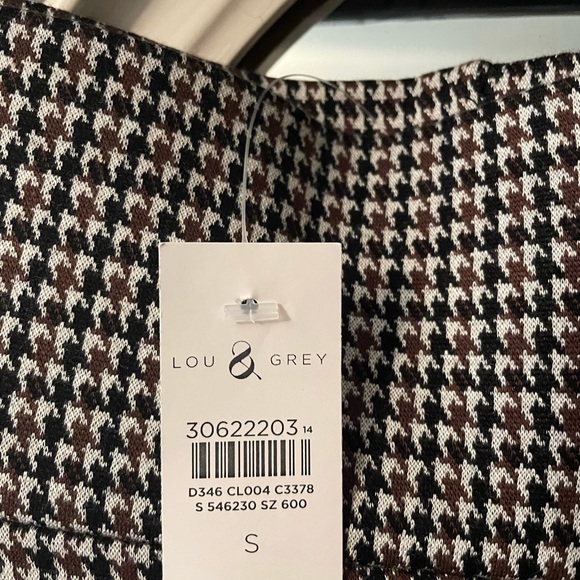 LOU & GREY
30622203 14
D346 CL004 C3378
S 546230 SZ 600
S